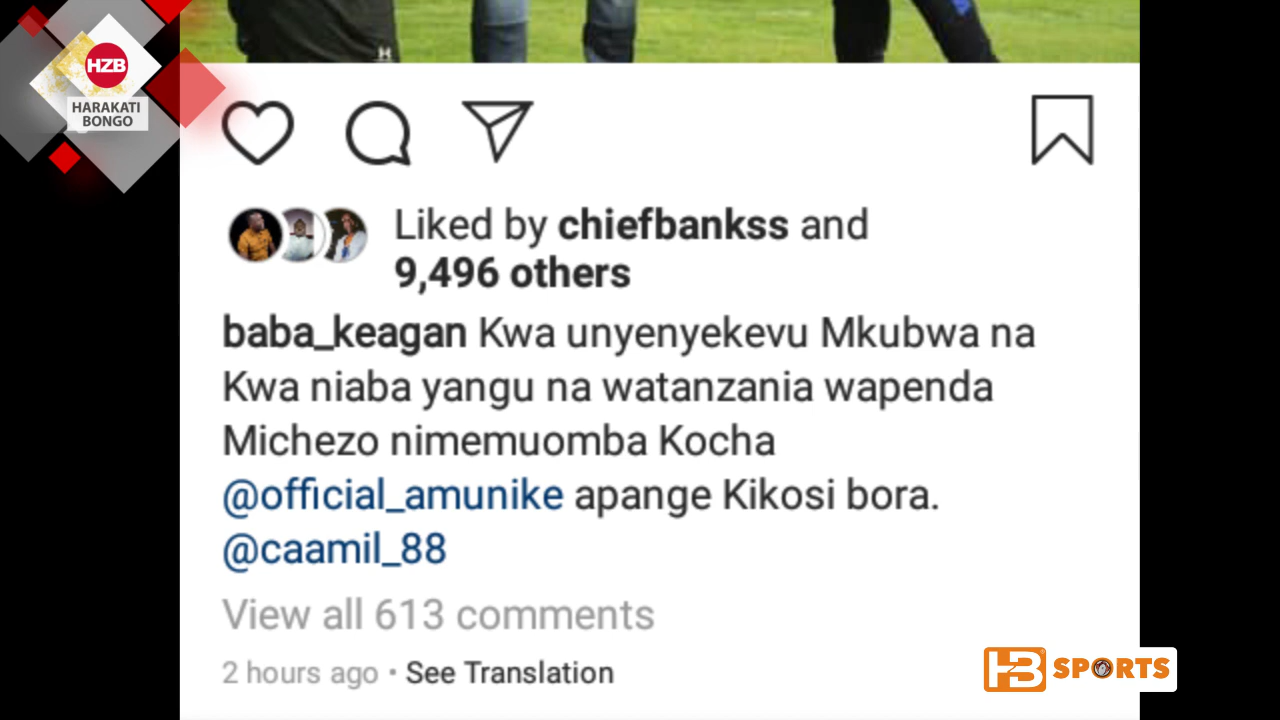 HZB
HARAKATI
BONGO
Liked by chiefbankss and
9,496 others
baba_keagan Kwa unyenyekevu Mkubwa na
Kwa niaba yangu na watanzania wapenda
Michezo nimemuomba Kocha
@official_amunike apange Kikosi bora.
@caamil_88
View all 613 comments
2 hours ago • See Translation
HB SPORTS